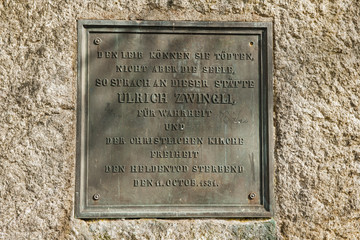 DEN LEIB KÖNNEN SIE TÖDTEN,
NICHT ABER DIE SEELE,
SO SPRACH AN DIESER STÄTTE
ULRICH ZWINGLI,
FÜR WAHRHEIT
UND
DER CHRISTLICHEN KIRCHE
FREIHEIT
DEN HELDENTOD STERBEND
DEN 11. OCTOB. 1531.